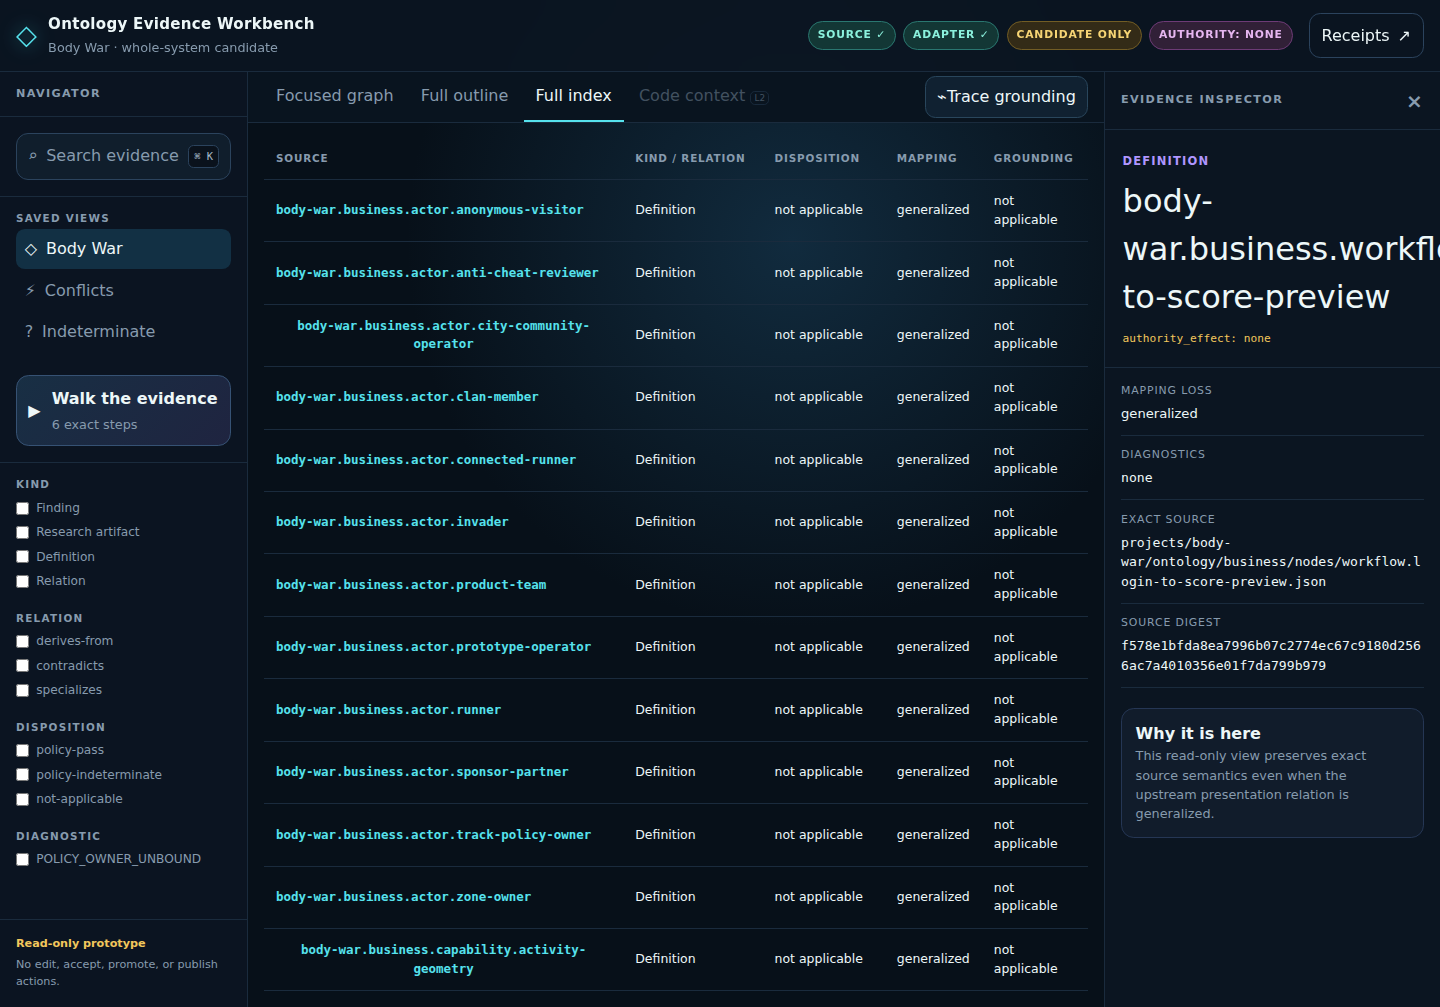 Ontology Evidence Workbench
Body War · whole-system candidate
SOURCE ✓
ADAPTER ✓
CANDIDATE ONLY
AUTHORITY: NONE
Receipts ↗
NAVIGATOR
Search evidence
⌘ K
SAVED VIEWS
◇ Body War
⚡ Conflicts
? Indeterminate
▶ Walk the evidence
6 exact steps
KIND
Finding
Research artifact
Definition
Relation
RELATION
derives-from
contradicts
specializes
DISPOSITION
policy-pass
policy-indeterminate
not-applicable
DIAGNOSTIC
POLICY_OWNER_UNBOUND
Read-only prototype
No edit, accept, promote, or publish
actions.
Focused graph
Full outline
Full index
Code context L2
⌁Trace grounding
SOURCE KIND / RELATION DISPOSITION MAPPING GROUNDING
body-war.business.actor.anonymous-visitor Definition not applicable generalized not
applicable
body-war.business.actor.anti-cheat-reviewer Definition not applicable generalized not
applicable
body-war.business.actor.city-community-
operator Definition not applicable generalized not
applicable
body-war.business.actor.clan-member Definition not applicable generalized not
applicable
body-war.business.actor.connected-runner Definition not applicable generalized not
applicable
body-war.business.actor.invader Definition not applicable generalized not
applicable
body-war.business.actor.product-team Definition not applicable generalized not
applicable
body-war.business.actor.prototype-operator Definition not applicable generalized not
applicable
body-war.business.actor.runner Definition not applicable generalized not
applicable
body-war.business.actor.sponsor-partner Definition not applicable generalized not
applicable
body-war.business.actor.track-policy-owner Definition not applicable generalized not
applicable
body-war.business.actor.zone-owner Definition not applicable generalized not
applicable
body-war.business.capability.activity-
geometry Definition not applicable generalized not
applicable
EVIDENCE INSPECTOR
×
DEFINITION
body-
war.business.workflo
to-score-preview
authority_effect: none
MAPPING LOSS
generalized
DIAGNOSTICS
none
EXACT SOURCE
projects/body-
war/ontology/business/nodes/workflow.l
ogin-to-score-preview.json
SOURCE DIGEST
f578e1bfda8ea7996b07c2774ec67c9180d256
6ac7a4010356e01f7da799b979
Why it is here
This read-only view preserves exact
source semantics even when the
upstream presentation relation is
generalized.